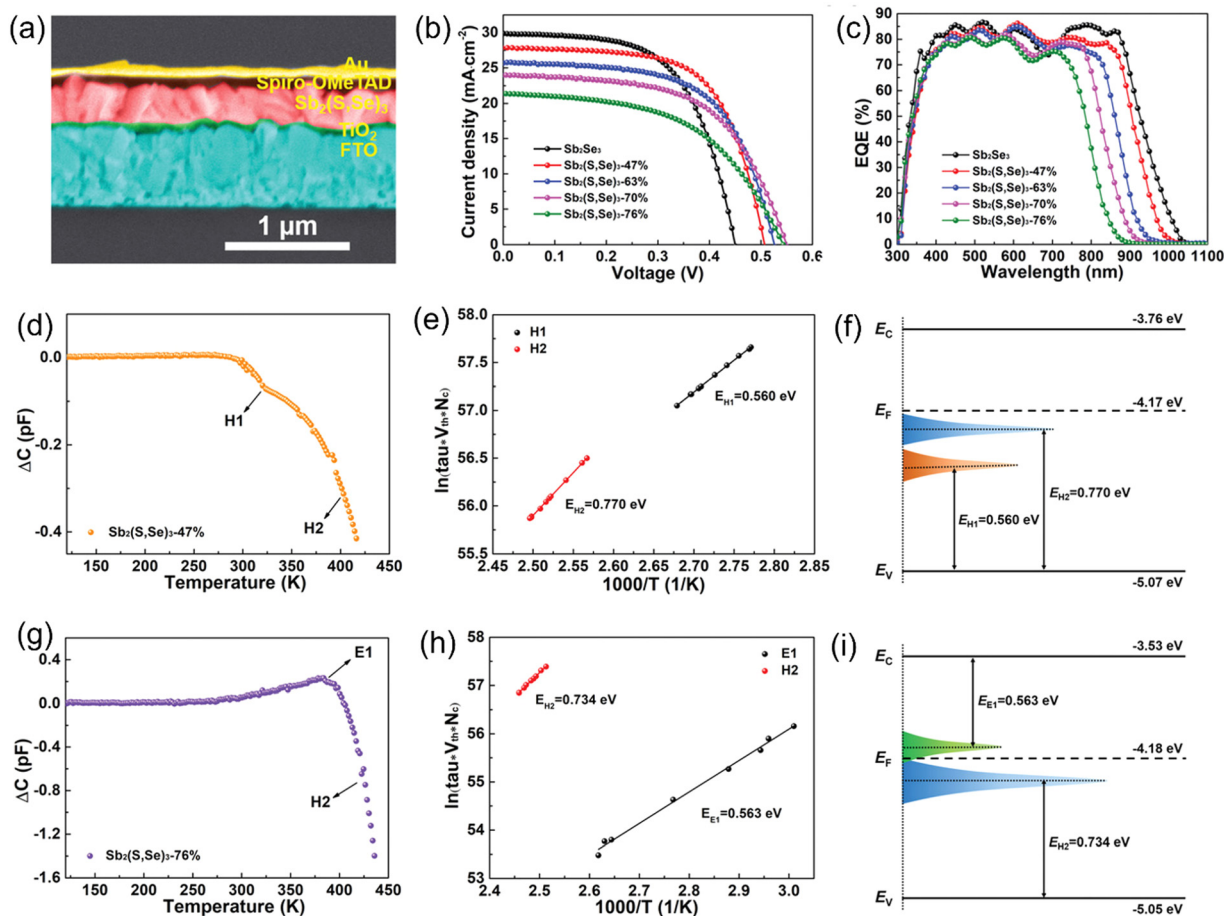 (a)
Au
Spiro-OMeTAD
Sb₂(S,Se)₃
TiO₂
FTO
1 μm
(b)
Current density (mA·cm⁻²)
35
30
25
20
15
10
5
0
Sb₂Se₃
Sb₂(S,Se)₃-47%
Sb₂(S,Se)₃-63%
Sb₂(S,Se)₃-70%
Sb₂(S,Se)₃-76%
0.0 0.1 0.2 0.3 0.4 0.5 0.6
Voltage (V)
(c)
EQE (%)
90
80
70
60
50
40
30
20
10
0
Sb₂Se₃
Sb₂(S,Se)₃-47%
Sb₂(S,Se)₃-63%
Sb₂(S,Se)₃-70%
Sb₂(S,Se)₃-76%
300 400 500 600 700 800 900 1000 1100
Wavelength (nm)
(d)
ΔC (pF)
0.0
-0.2
-0.4
H1
H2
Sb₂(S,Se)₃-47%
150 200 250 300 350 400 450
Temperature (K)
(e)
ln(tau*Vth*Nc)
58.0
57.5
57.0
56.5
56.0
55.5
H1
H2
EH1=0.560 eV
EH2=0.770 eV
2.45 2.50 2.55 2.60 2.65 2.70 2.75 2.80 2.85
1000/T (1/K)
(f)
EC
-3.76 eV
EF
-4.17 eV
EH2=0.770 eV
EH1=0.560 eV
EV
-5.07 eV
(g)
ΔC (pF)
0.4
0.0
-0.4
-0.8
-1.2
-1.6
E1
H2
Sb₂(S,Se)₃-76%
150 200 250 300 350 400 450
Temperature (K)
(h)
ln(tau*Vth*Nc)
58
57
56
55
54
53
E1
H2
EH2=0.734 eV
EE1=0.563 eV
2.4 2.5 2.6 2.7 2.8 2.9 3.0
1000/T (1/K)
(i)
EC
-3.53 eV
EE1=0.563 eV
EF
-4.18 eV
EH2=0.734 eV
EV
-5.05 eV